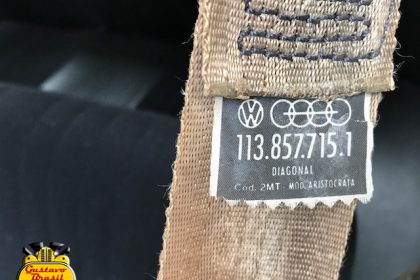 113.857.715.1
DIAGONAL
Cod. 2MT - MOD. ARISTOCRATA
Gustavo
Brasil